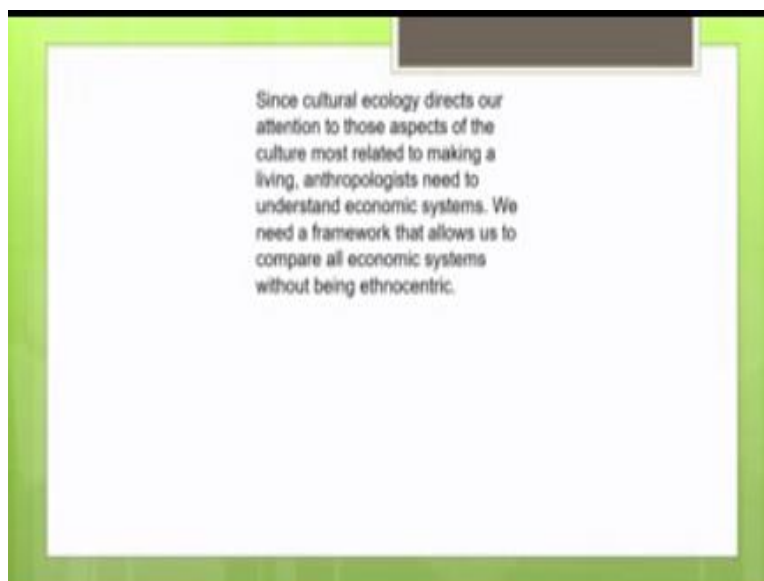 Since cultural ecology directs our
attention to those aspects of the
culture most related to making a
living, anthropologists need to
understand economic systems. We
need a framework that allows us to
compare all economic systems
without being ethnocentric.